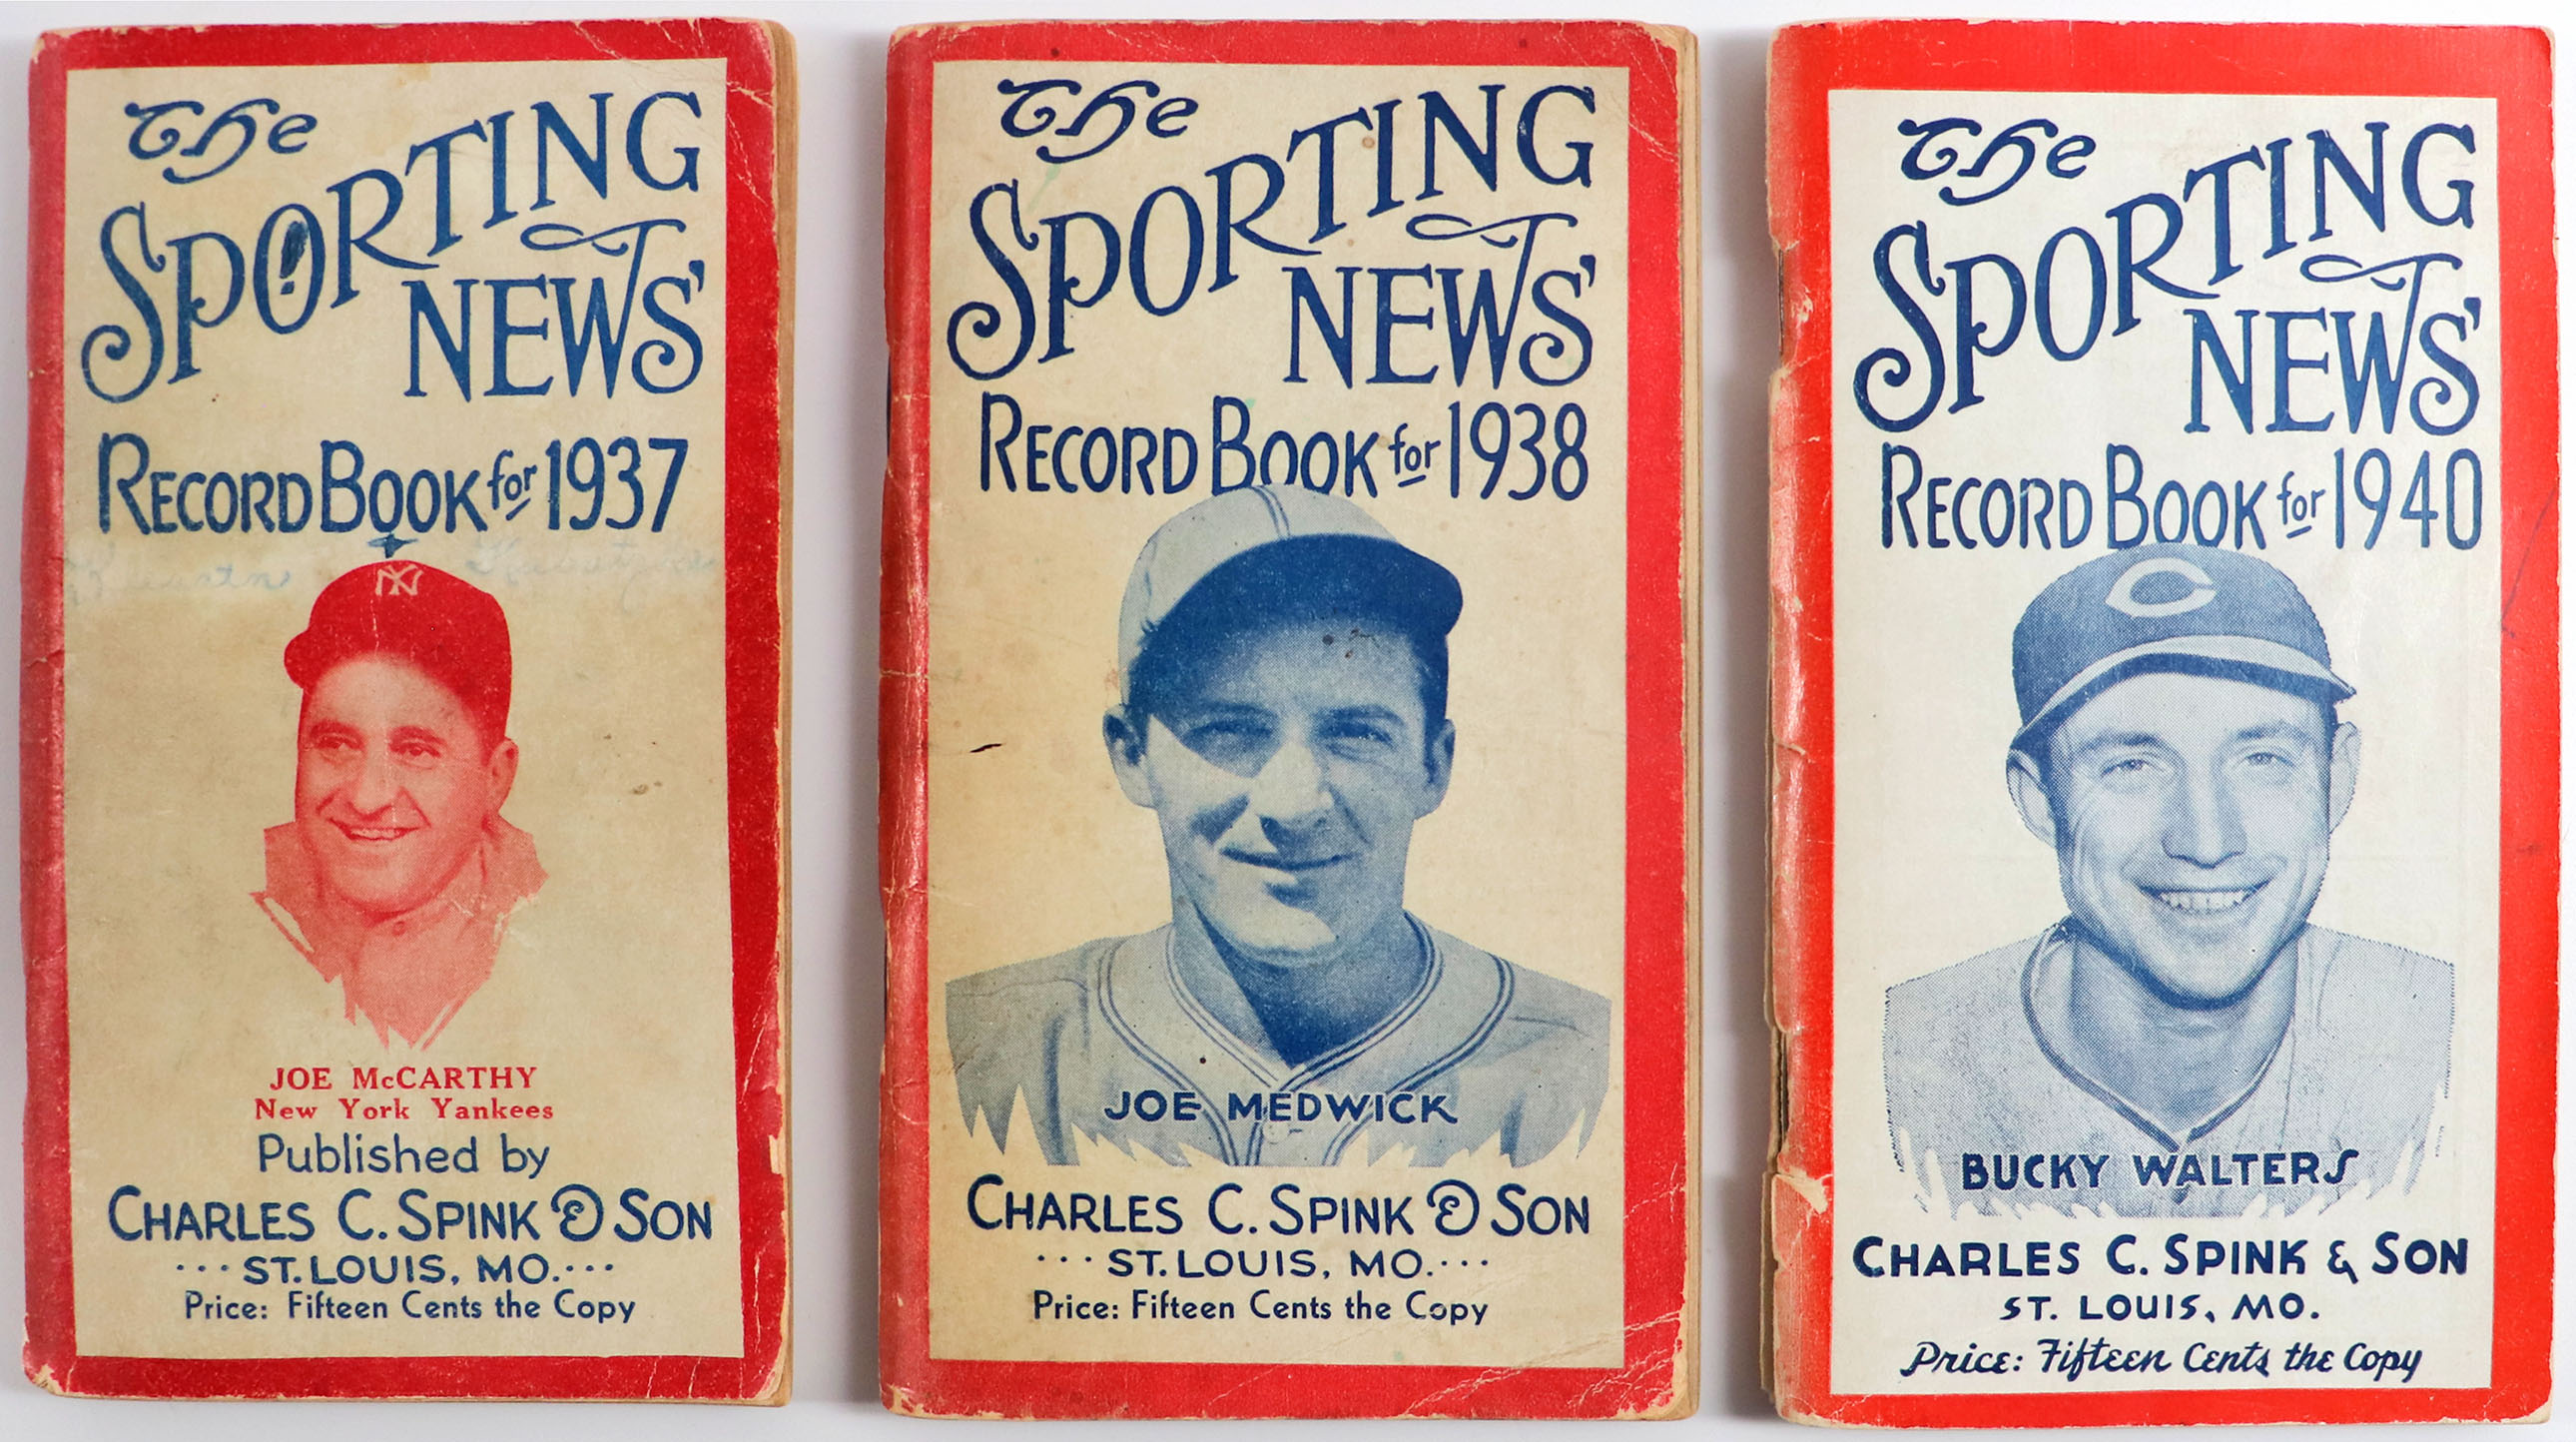 The
SPORTING
NEWS'
RECORD BOOK for 1937
NY
JOE McCARTHY
New York Yankees
Published by
CHARLES C. SPINK & SON
···ST. LOUIS, MO.···
Price: Fifteen Cents the Copy
The
SPORTING
NEWS'
RECORD BOOK for 1938
JOE MEDWICK
CHARLES C. SPINK & SON
···ST. LOUIS, MO.···
Price: Fifteen Cents the Copy
The
SPORTING
NEWS'
RECORD BOOK for 1940
C
BUCKY WALTERS
CHARLES C. SPINK & SON
ST. LOUIS, MO.
Price: Fifteen Cents the Copy